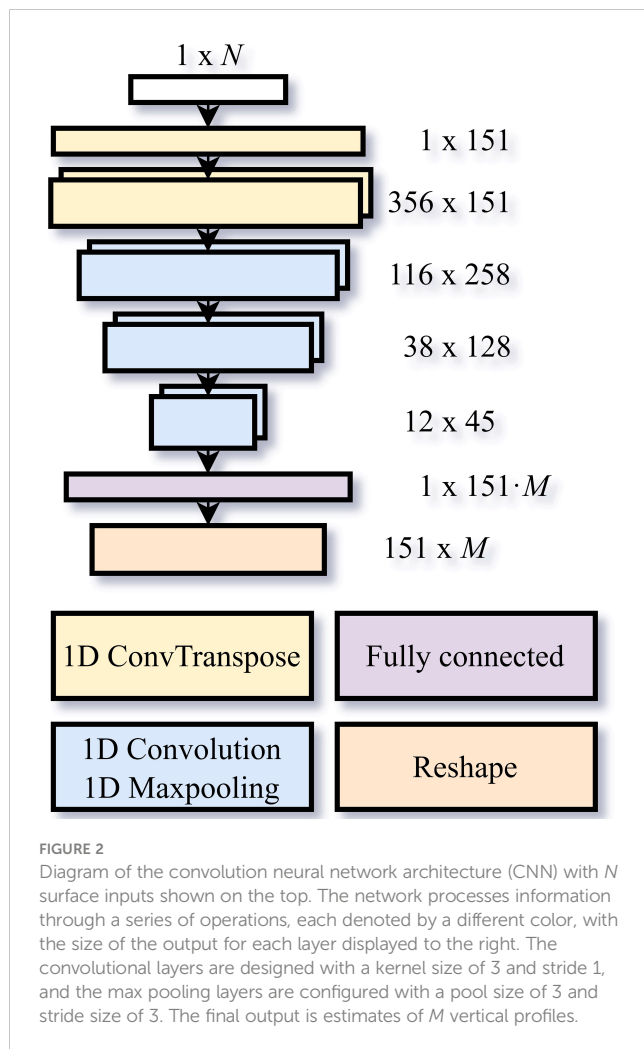 1 x N
1 x 151
356 x 151
116 x 258
38 x 128
12 x 45
1 x 151·M
151 x M
1D ConvTranspose
Fully connected
1D Convolution
1D Maxpooling
Reshape
FIGURE 2
Diagram of the convolution neural network architecture (CNN) with N
surface inputs shown on the top. The network processes information
through a series of operations, each denoted by a different color, with
the size of the output for each layer displayed to the right. The
convolutional layers are designed with a kernel size of 3 and stride 1,
and the max pooling layers are configured with a pool size of 3 and
stride size of 3. The final output is estimates of M vertical profiles.